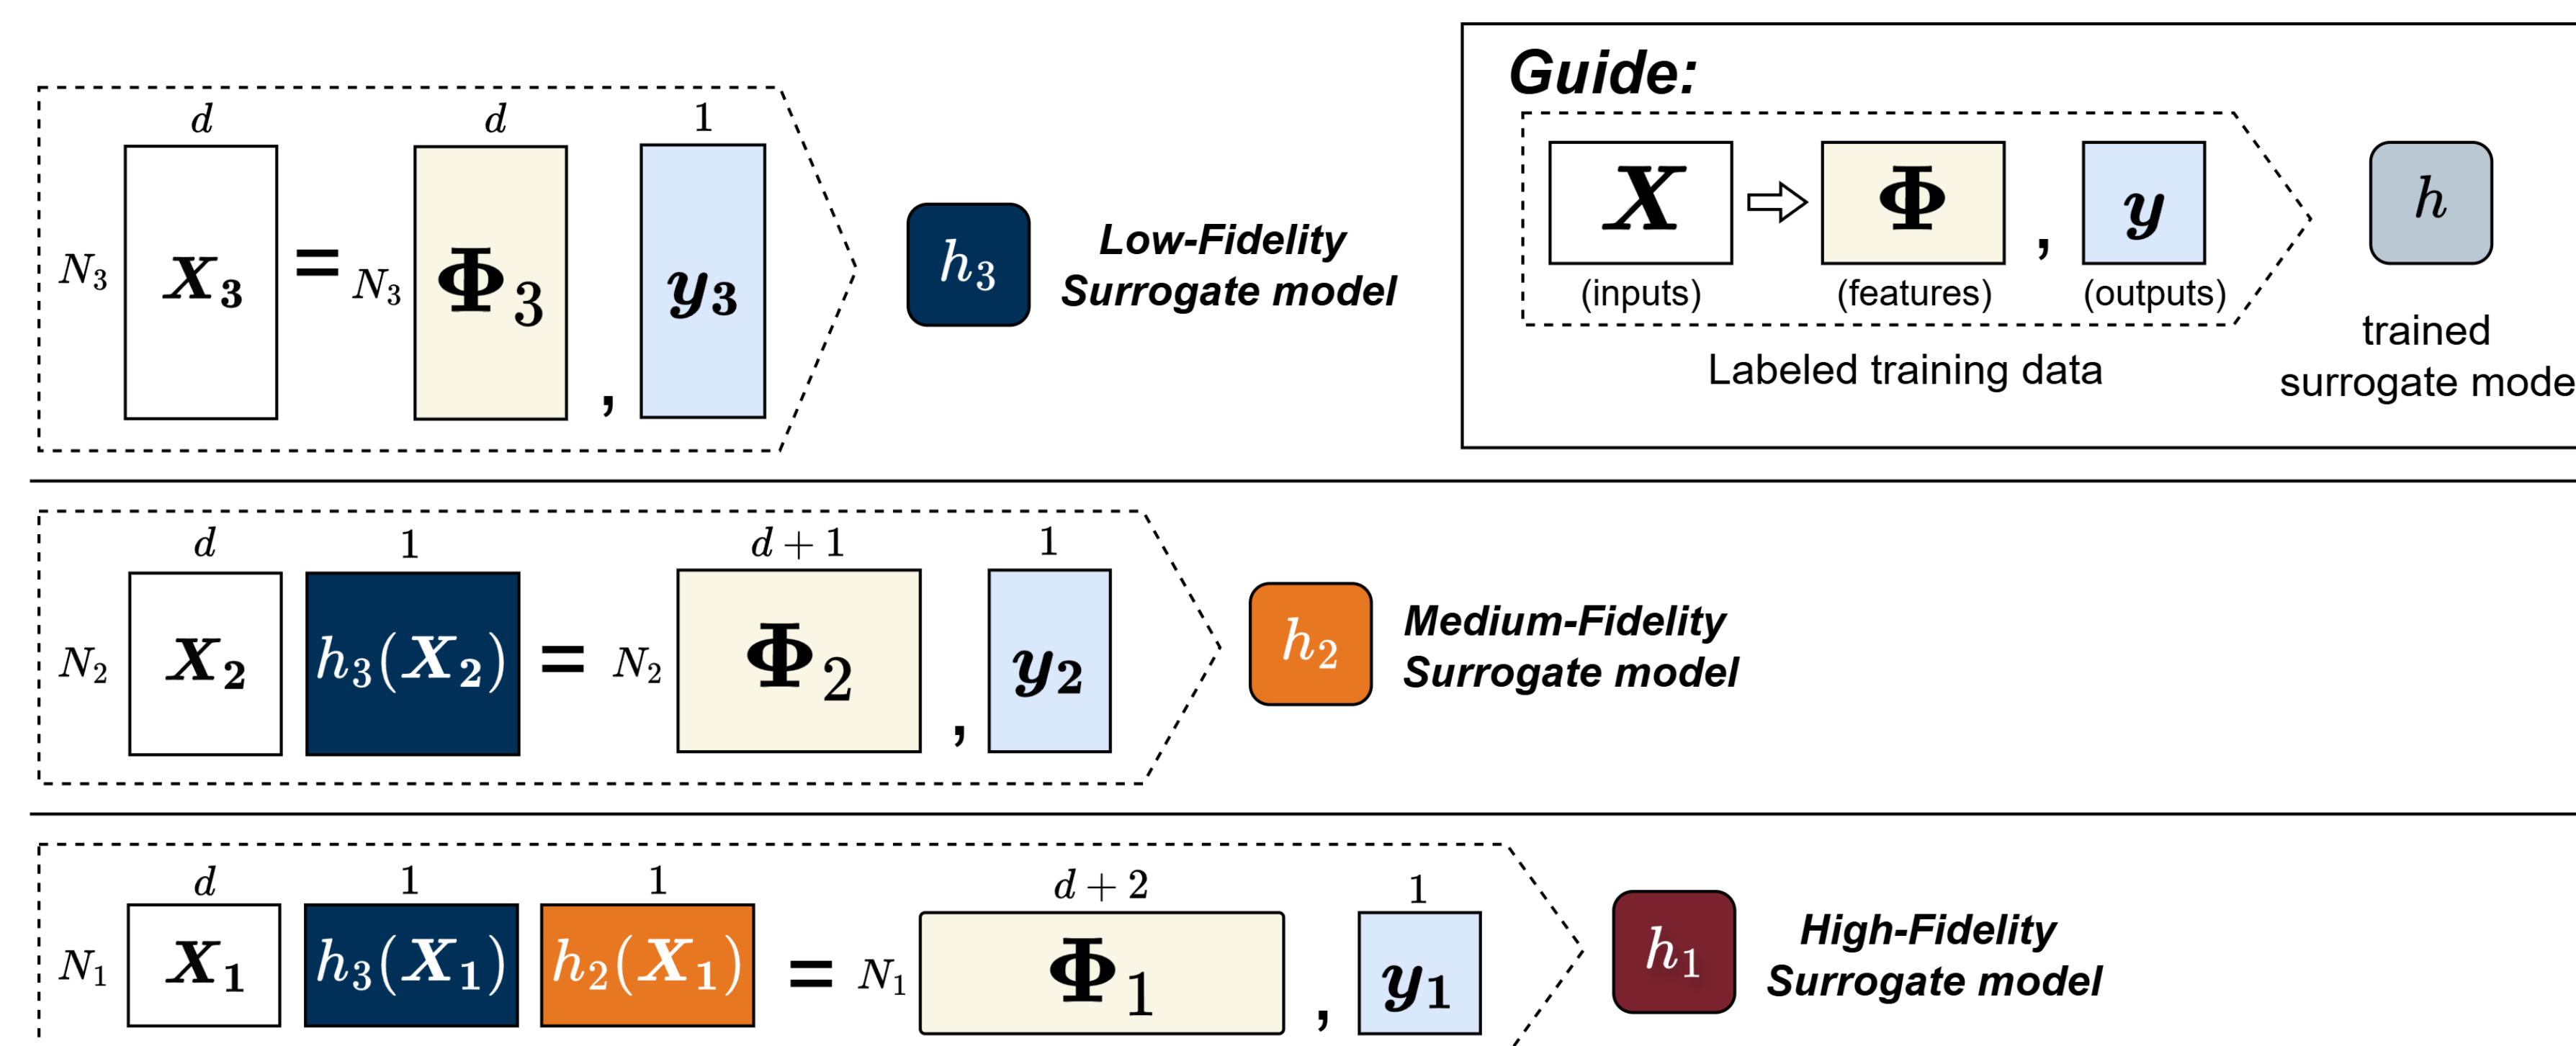 Guide:
d d 1
N₃ X₃ = N₃ Φ₃ , y₃
h₃
Low-Fidelity
Surrogate model
X ⇨ Φ , y
h
(inputs) (features) (outputs)
Labeled training data
trained
surrogate mode
d 1 d + 1 1
N₂ X₂ h₃(X₂) = N₂ Φ₂ , y₂
h₂
Medium-Fidelity
Surrogate model
d 1 1 d + 2 1
N₁ X₁ h₃(X₁) h₂(X₁) = N₁ Φ₁ , y₁
h₁
High-Fidelity
Surrogate model